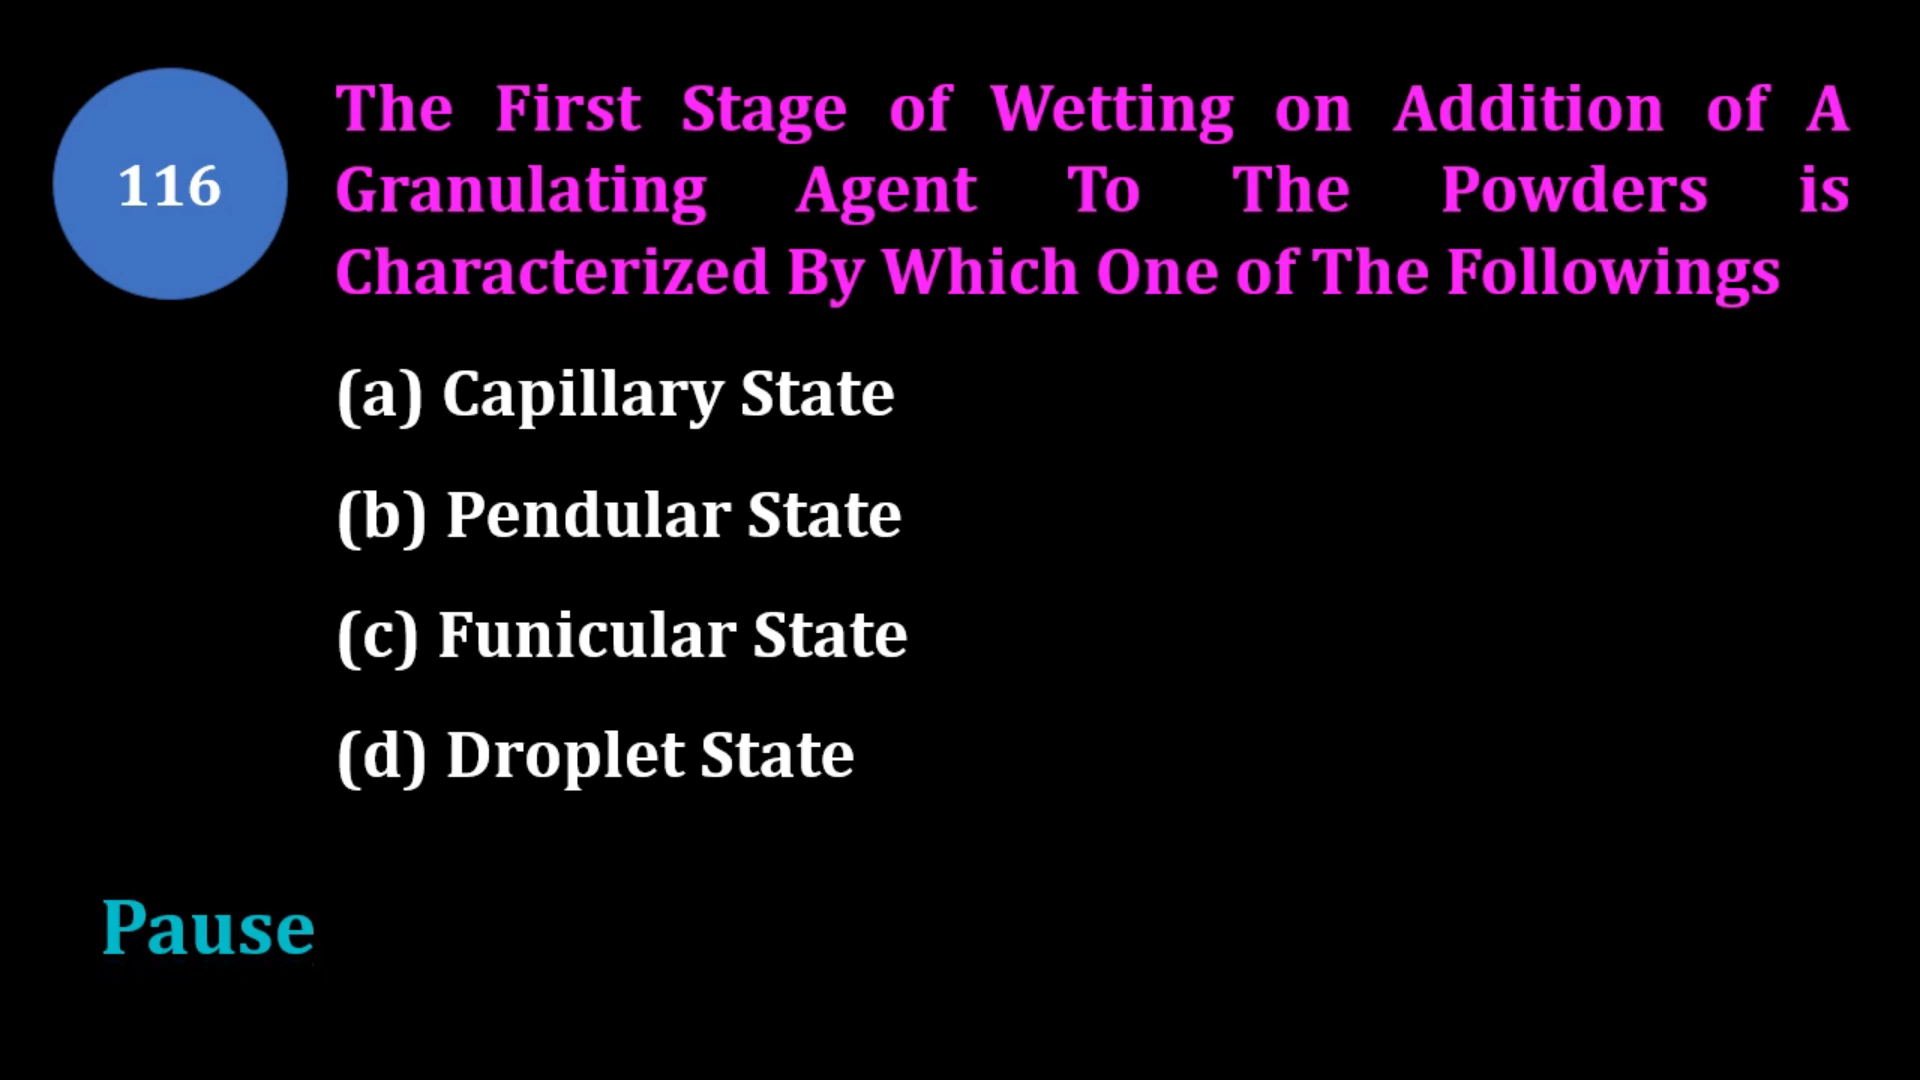 116
The First Stage of Wetting on Addition of A
Granulating Agent To The Powders is
Characterized By Which One of The Followings
(a) Capillary State
(b) Pendular State
(c) Funicular State
(d) Droplet State
Pause